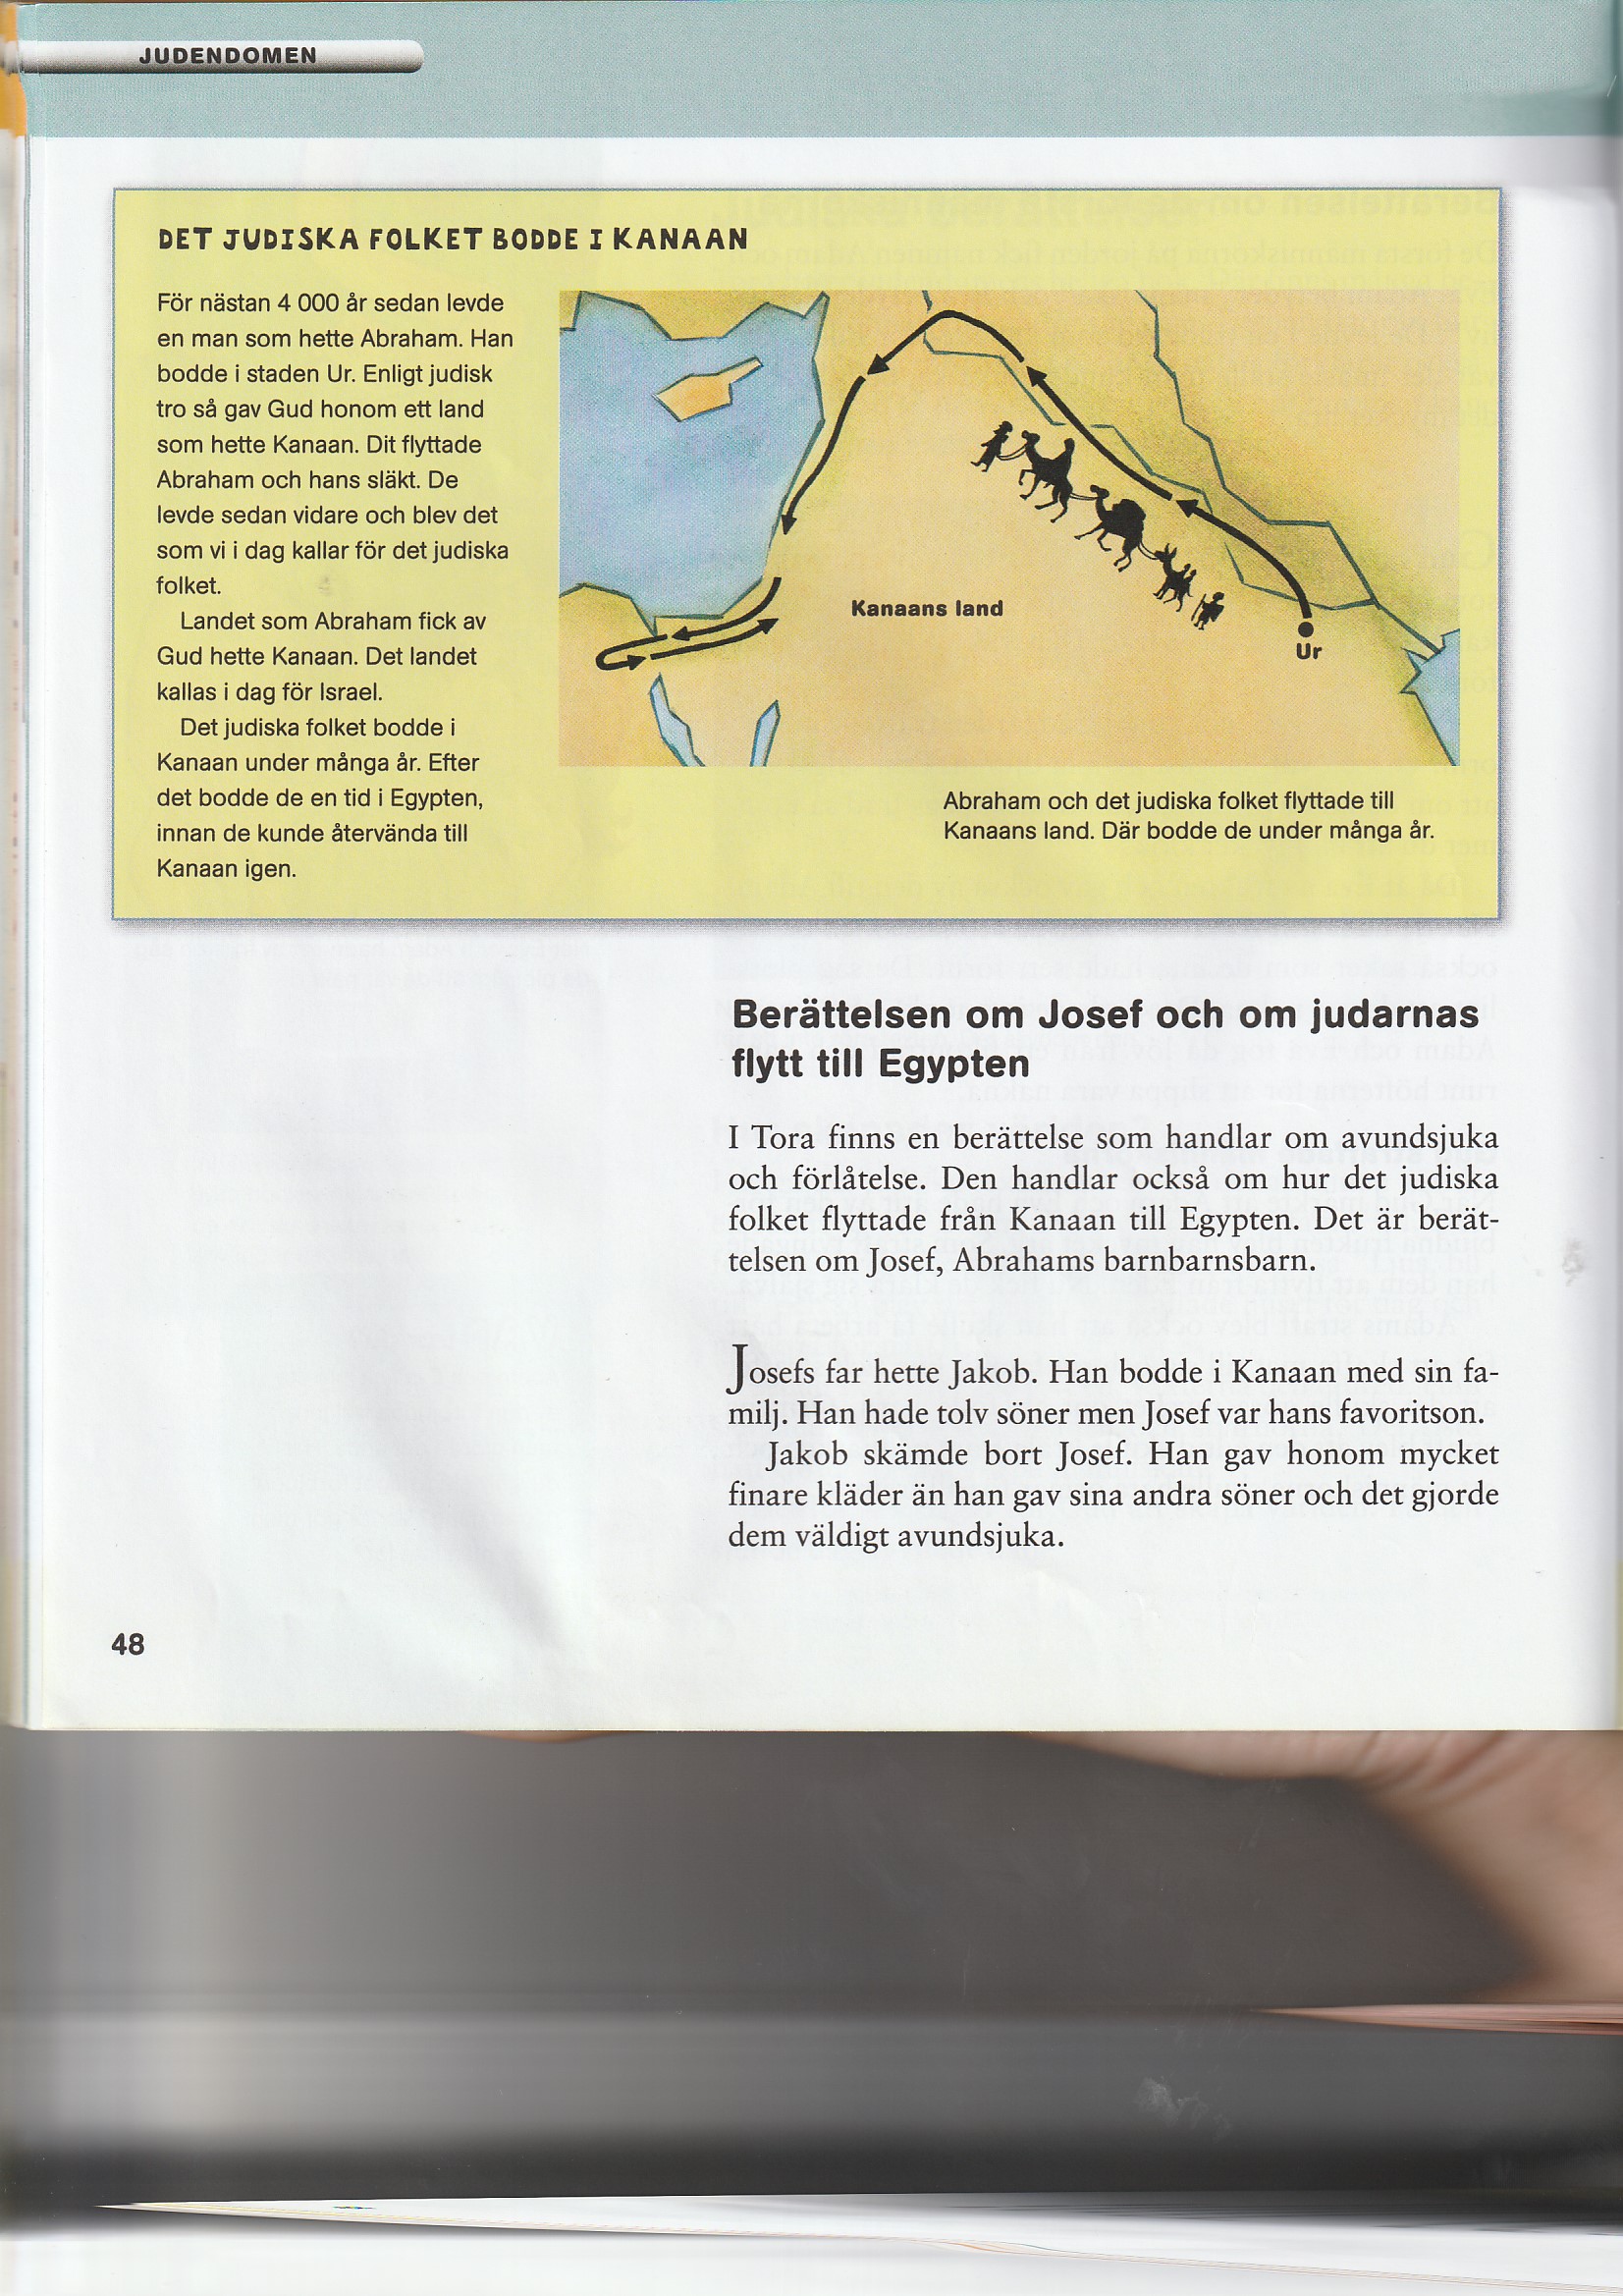 JUDENDOMEN
DET JUDISKA FOLKET BODDE I KANAAN
För nästan 4 000 år sedan levde
en man som hette Abraham. Han
bodde i staden Ur. Enligt judisk
tro så gav Gud honom ett land
som hette Kanaan. Dit flyttade
Abraham och hans släkt. De
levde sedan vidare och blev det
som vi i dag kallar för det judiska
folket.
Landet som Abraham fick av
Gud hette Kanaan. Det landet
kallas i dag för Israel.
Det judiska folket bodde i
Kanaan under många år. Efter
det bodde de en tid i Egypten,
innan de kunde återvända till
Kanaan igen.
Kanaans land
Ur
Abraham och det judiska folket flyttade till
Kanaans land. Där bodde de under många år.
Berättelsen om Josef och om judarnas
flytt till Egypten
I Tora finns en berättelse som handlar om avundsjuka
och förlåtelse. Den handlar också om hur det judiska
folket flyttade från Kanaan till Egypten. Det är berät-
telsen om Josef, Abrahams barnbarnsbarn.
Josefs far hette Jakob. Han bodde i Kanaan med sin fa-
milj. Han hade tolv söner men Josef var hans favoritson.
Jakob skämde bort Josef. Han gav honom mycket
finare kläder än han gav sina andra söner och det gjorde
dem väldigt avundsjuka.
48